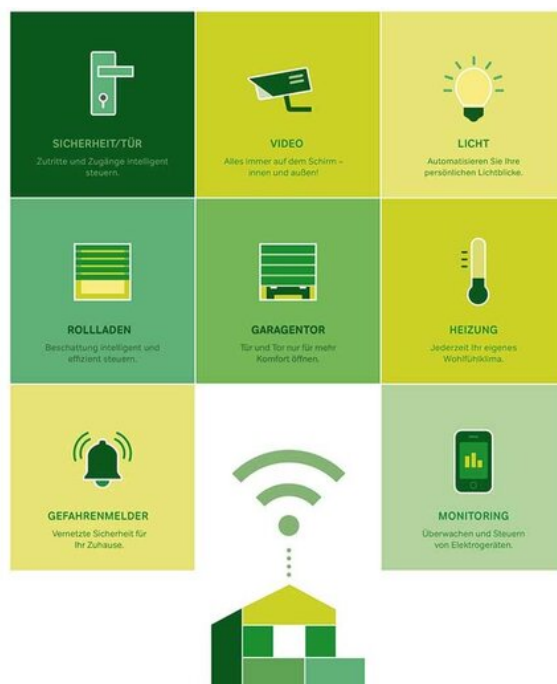 SICHERHEIT/TÜR
Zutritte und Zugänge intelligent
steuern.
VIDEO
Alles immer auf dem Schirm –
innen und außen!
LICHT
Automatisieren Sie Ihre
persönlichen Lichtblicke.
ROLLLADEN
Beschattung intelligent und
effizient steuern.
GARAGENTOR
Tür und Tor nur für mehr
Komfort öffnen.
HEIZUNG
Jederzeit Ihr eigenes
Wohlfühlklima.
GEFAHRENMELDER
Vernetzte Sicherheit für
Ihr Zuhause.
MONITORING
Überwachen und Steuern
von Elektrogeräten.